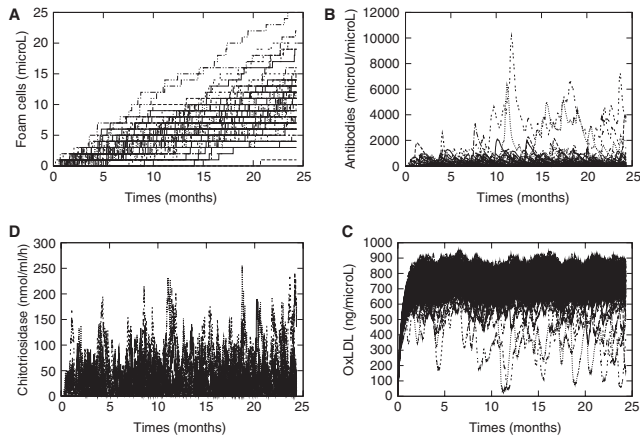 A
Foam cells (microL)
25
20
15
10
5
0
0 5 10 15 20 25
Times (months)
B
Antibodies (microU/microL)
12000
10000
8000
6000
4000
2000
0
0 5 10 15 20 25
Times (months)
D
Chilotriosidase (nmol/ml/h)
300
250
200
150
100
50
0
0 5 10 15 20 25
Times (months)
C
OxLDL (ng/microL)
1000
900
800
700
600
500
400
300
200
100
0
0 5 10 15 20 25
Times (months)